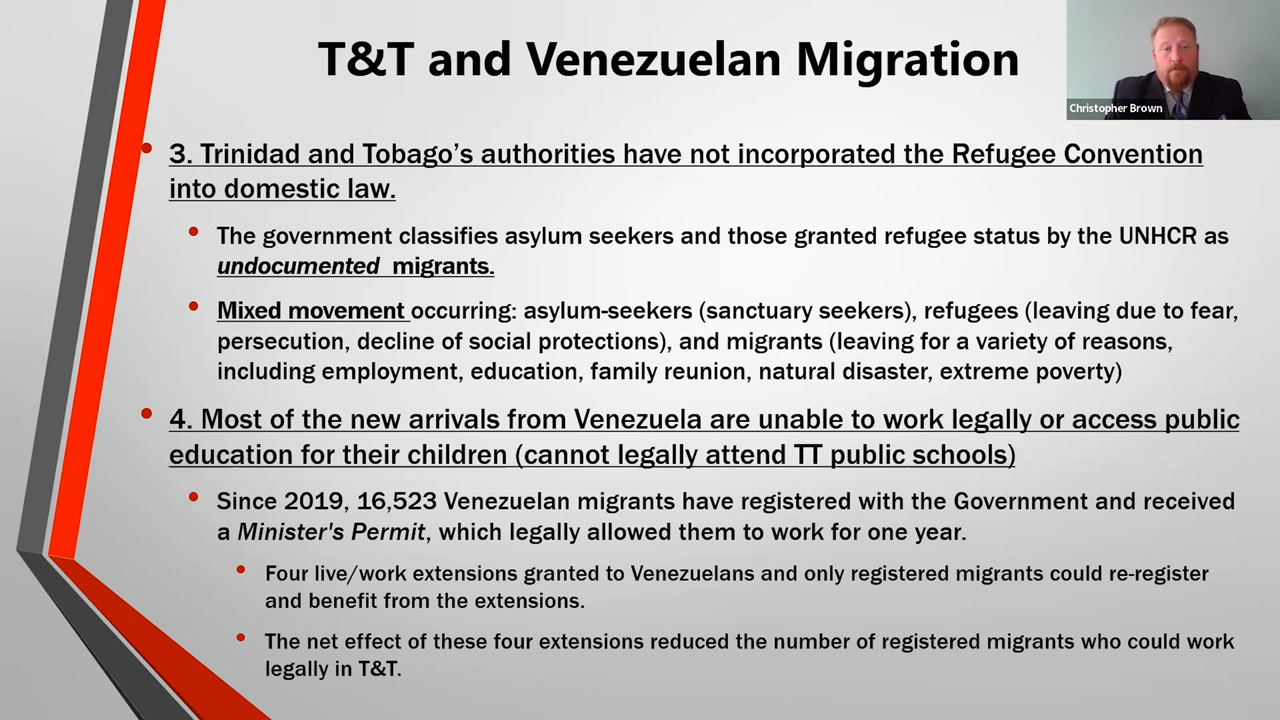 T&T and Venezuelan Migration
Christopher Brown
• 3. Trinidad and Tobago’s authorities have not incorporated the Refugee Convention
into domestic law.
• The government classifies asylum seekers and those granted refugee status by the UNHCR as
undocumented migrants.
• Mixed movement occurring: asylum-seekers (sanctuary seekers), refugees (leaving due to fear,
persecution, decline of social protections), and migrants (leaving for a variety of reasons,
including employment, education, family reunion, natural disaster, extreme poverty)
• 4. Most of the new arrivals from Venezuela are unable to work legally or access public
education for their children (cannot legally attend TT public schools)
• Since 2019, 16,523 Venezuelan migrants have registered with the Government and received
a Minister's Permit, which legally allowed them to work for one year.
• Four live/work extensions granted to Venezuelans and only registered migrants could re-register
and benefit from the extensions.
• The net effect of these four extensions reduced the number of registered migrants who could work
legally in T&T.